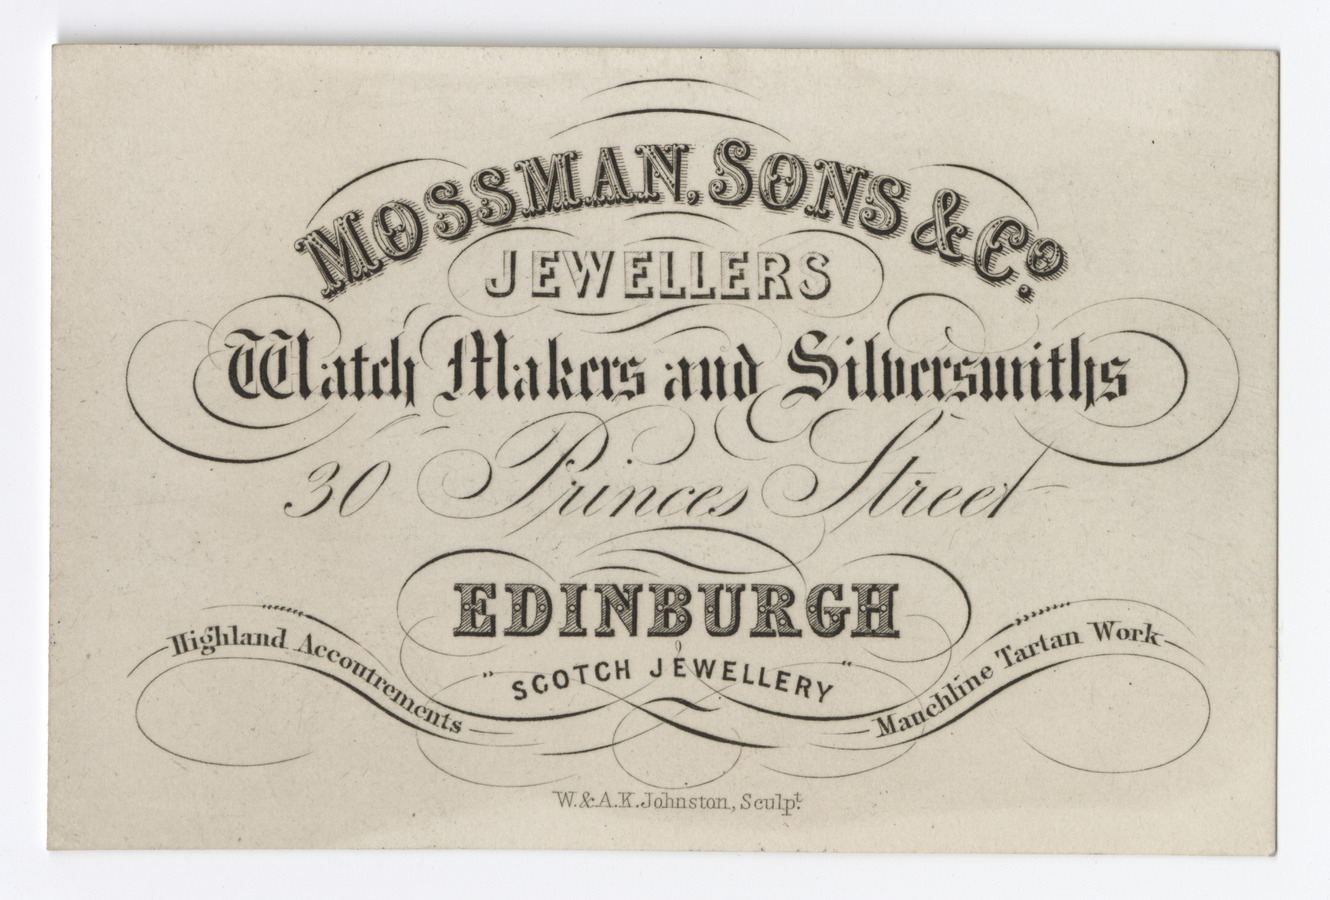 MOSSMAN, SONS & Co.
JEWELLERS
Watch Makers and Silversmiths
30 Princes Street
EDINBURGH
Highland Accoutrements
"SCOTCH JEWELLERY"
Mauchline Tartan Work
W. & A.K. Johnston, Sculpt.